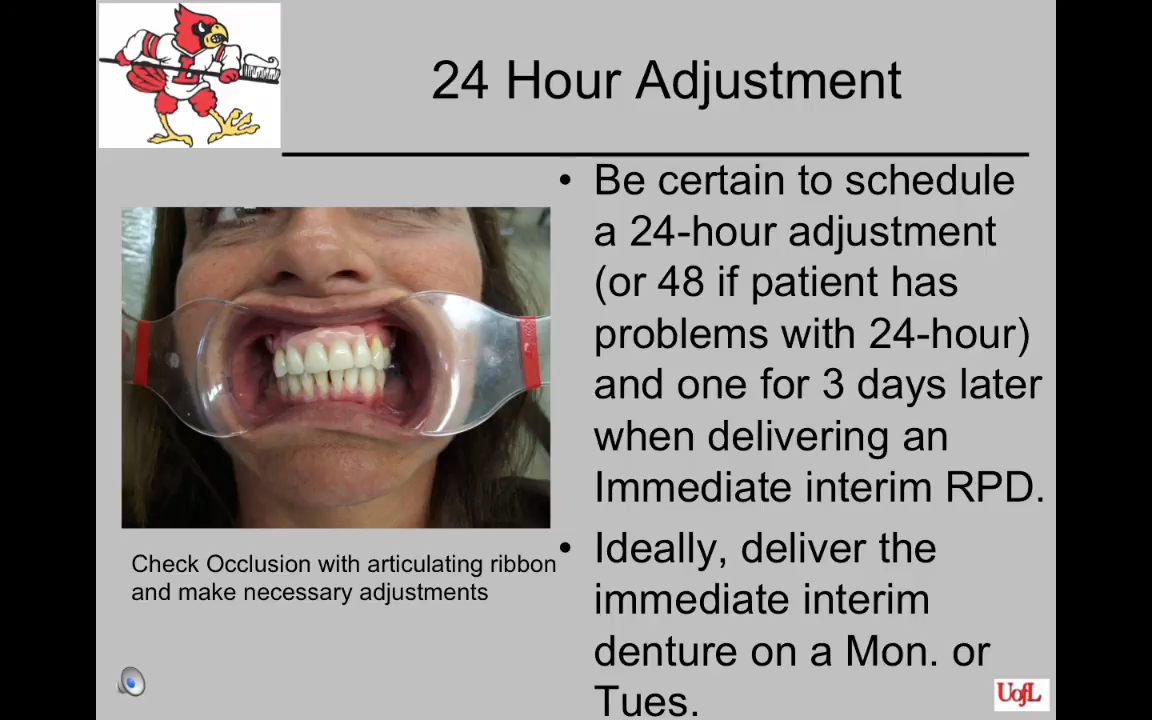 24 Hour Adjustment
• Be certain to schedule
a 24-hour adjustment
(or 48 if patient has
problems with 24-hour)
and one for 3 days later
when delivering an
Immediate interim RPD.
• Ideally, deliver the
immediate interim
denture on a Mon. or
Tues.
Check Occlusion with articulating ribbon
and make necessary adjustments
UofL